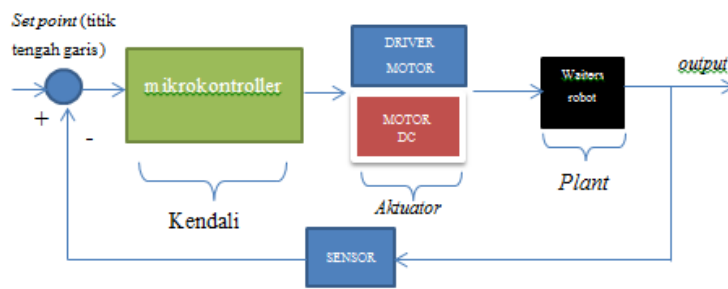 Set point (titik
tengah garis)
+
-
mikrokontroller
Kendali
DRIVER
MOTOR
MOTOR
DC
Aktuator
Waiters
robot
Plant
output
SENSOR